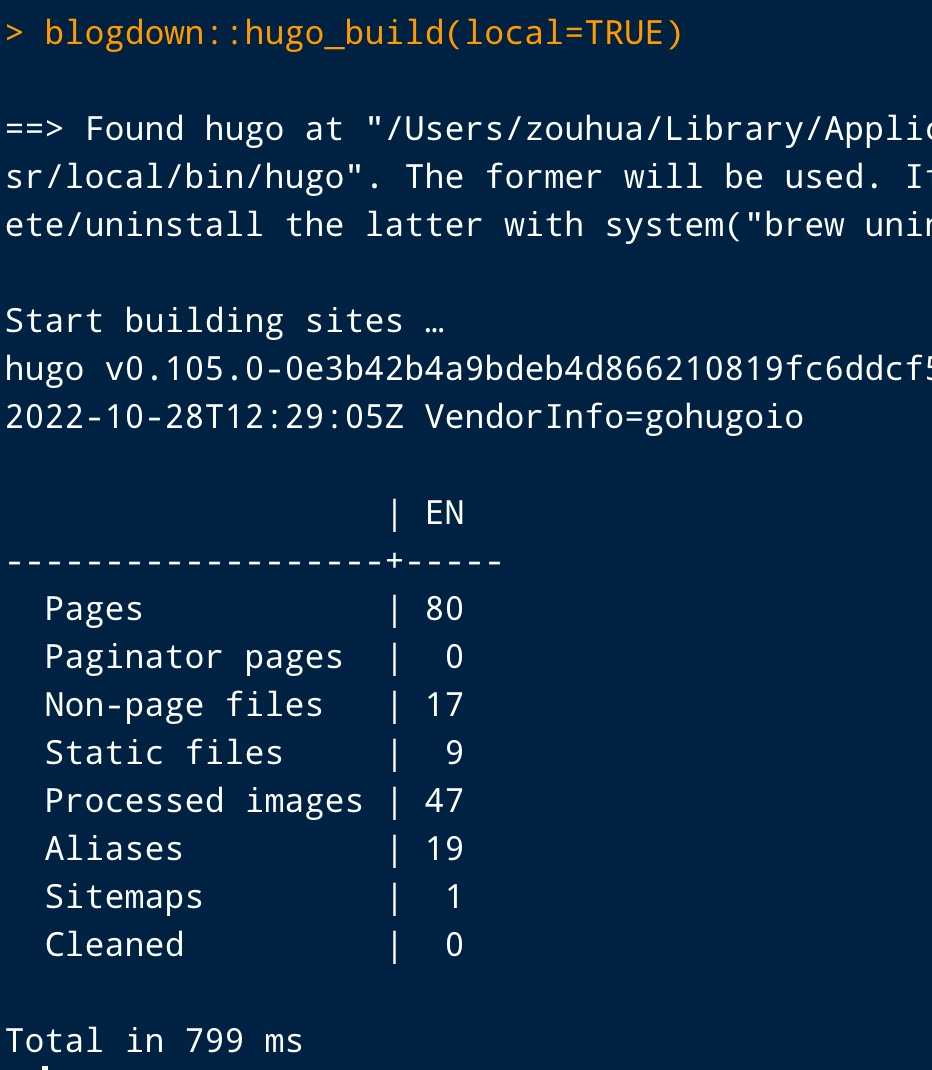 > blogdown::hugo_build(local=TRUE)
==> Found hugo at "/Users/zouhua/Library/Applic
sr/local/bin/hugo". The former will be used. If
ete/uninstall the latter with system("brew unin
Start building sites …
hugo v0.105.0-0e3b42b4a9bdeb4d866210819fc6ddcf5
2022-10-28T12:29:05Z VendorInfo=gohugoio
| EN
-------------------+-----
Pages | 80
Paginator pages | 0
Non-page files | 17
Static files | 9
Processed images | 47
Aliases | 19
Sitemaps | 1
Cleaned | 0
Total in 799 ms